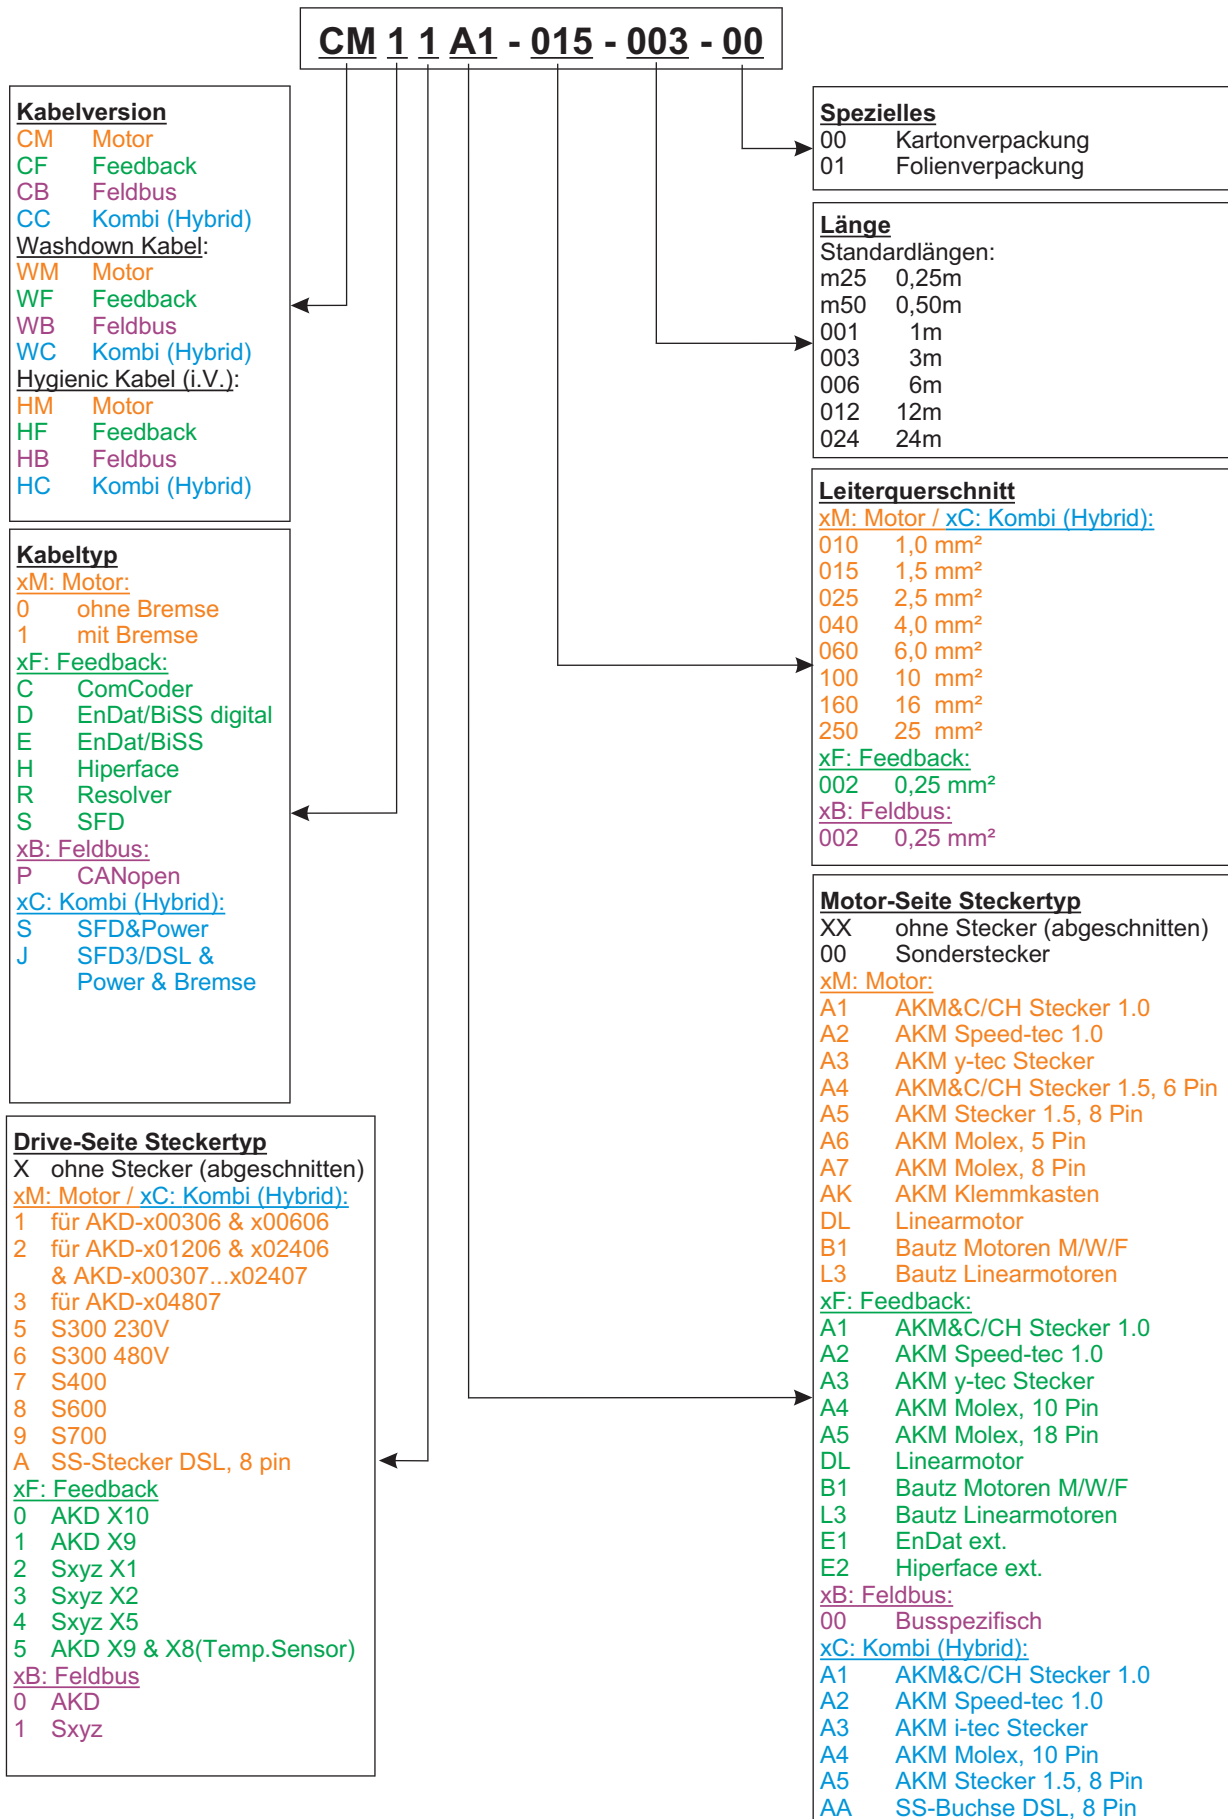 CM 1 1 A1 - 015 - 003 - 00
Kabelversion
CM Motor
CF Feedback
CB Feldbus
CC Kombi (Hybrid)
Washdown Kabel:
WM Motor
WF Feedback
WB Feldbus
WC Kombi (Hybrid)
Hygienic Kabel (i.V.):
HM Motor
HF Feedback
HB Feldbus
HC Kombi (Hybrid)
Kabeltyp
xM: Motor:
0 ohne Bremse
1 mit Bremse
xF: Feedback:
C ComCoder
D EnDat/BiSS digital
E EnDat/BiSS
H Hiperface
R Resolver
S SFD
xB: Feldbus:
P CANopen
xC: Kombi (Hybrid):
S SFD&Power
J SFD3/DSL &
Power & Bremse
Drive-Seite Steckertyp
X ohne Stecker (abgeschnitten)
xM: Motor / xC: Kombi (Hybrid):
1 für AKD-x00306 & x00606
2 für AKD-x01206 & x02406
& AKD-x00307...x02407
3 für AKD-x04807
5 S300 230V
6 S300 480V
7 S400
8 S600
9 S700
A SS-Stecker DSL, 8 pin
xF: Feedback
0 AKD X10
1 AKD X9
2 Sxyz X1
3 Sxyz X2
4 Sxyz X5
5 AKD X9 & X8(Temp.Sensor)
xB: Feldbus
0 AKD
1 Sxyz
Spezielles
00 Kartonverpackung
01 Folienverpackung
Länge
Standardlängen:
m25 0,25m
m50 0,50m
001 1m
003 3m
006 6m
012 12m
024 24m
Leiterquerschnitt
xM: Motor / xC: Kombi (Hybrid):
010 1,0 mm²
015 1,5 mm²
025 2,5 mm²
040 4,0 mm²
060 6,0 mm²
100 10 mm²
160 16 mm²
250 25 mm²
xF: Feedback:
002 0,25 mm²
xB: Feldbus:
002 0,25 mm²
Motor-Seite Steckertyp
XX ohne Stecker (abgeschnitten)
00 Sonderstecker
xM: Motor:
A1 AKM&C/CH Stecker 1.0
A2 AKM Speed-tec 1.0
A3 AKM y-tec Stecker
A4 AKM&C/CH Stecker 1.5, 6 Pin
A5 AKM Stecker 1.5, 8 Pin
A6 AKM Molex, 5 Pin
A7 AKM Molex, 8 Pin
AK AKM Klemmkasten
DL Linearmotor
B1 Bautz Motoren M/W/F
L3 Bautz Linearmotoren
xF: Feedback:
A1 AKM&C/CH Stecker 1.0
A2 AKM Speed-tec 1.0
A3 AKM y-tec Stecker
A4 AKM Molex, 10 Pin
A5 AKM Molex, 18 Pin
DL Linearmotor
B1 Bautz Motoren M/W/F
L3 Bautz Linearmotoren
E1 EnDat ext.
E2 Hiperface ext.
xB: Feldbus:
00 Busspezifisch
xC: Kombi (Hybrid):
A1 AKM&C/CH Stecker 1.0
A2 AKM Speed-tec 1.0
A3 AKM i-tec Stecker
A4 AKM Molex, 10 Pin
A5 AKM Stecker 1.5, 8 Pin
AA SS-Buchse DSL, 8 Pin